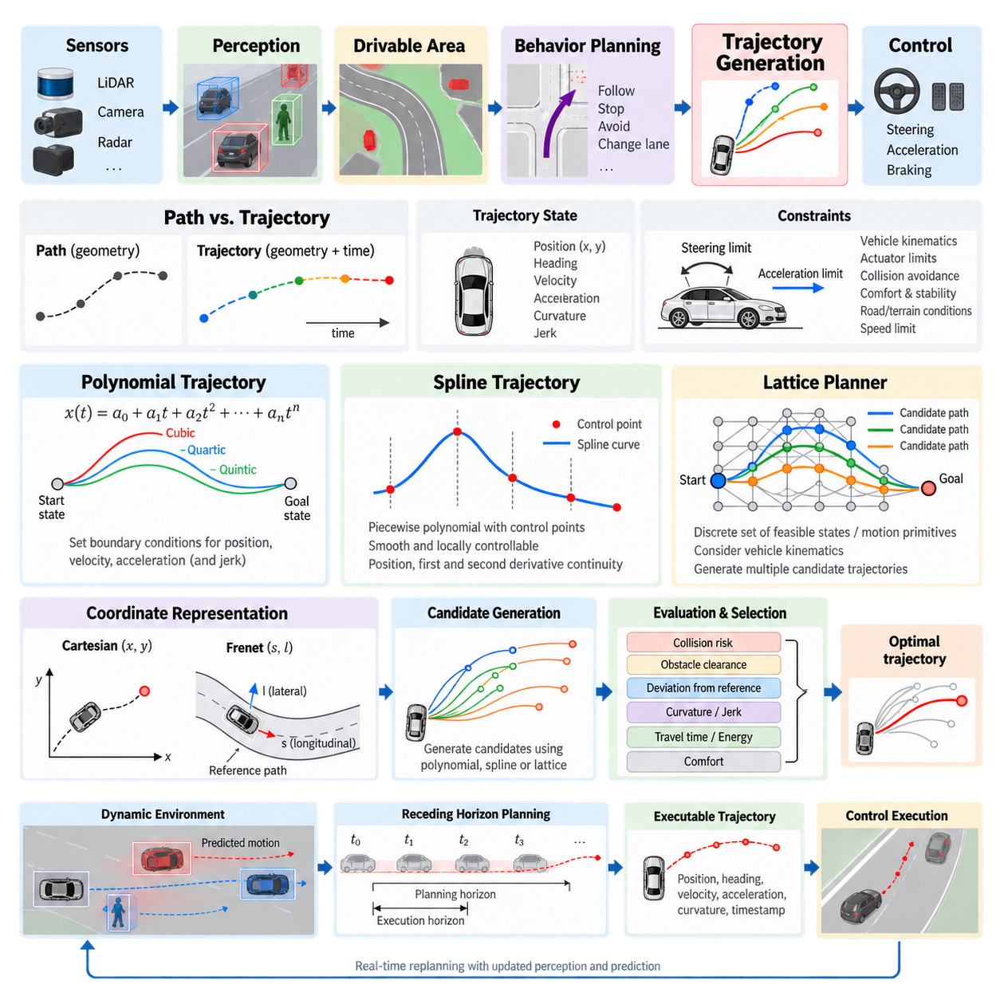 Sensors
LiDAR
Camera
Radar
...
Perception
Drivable Area
Behavior Planning
Follow
Stop
Avoid
Change lane
...
Trajectory
Generation
Control
Steering
Acceleration
Braking
Path vs. Trajectory
Path (geometry)
Trajectory (geometry + time)
time
Trajectory State
Position (x, y)
Heading
Velocity
Acceleration
Curvature
Jerk
Constraints
Steering limit
Acceleration limit
Vehicle kinematics
Actuator limits
Collision avoidance
Comfort & stability
Road/terrain conditions
Speed limit
Polynomial Trajectory
x(t) = a₀ + a₁t + a₂t² + ··· + aₙtⁿ
Cubic
Quartic
Quintic
Start
state
Goal
state
Set boundary conditions for position,
velocity, acceleration (and jerk)
Spline Trajectory
Control point
Spline curve
Piecewise polynomial with control points
Smooth and locally controllable
Position, first and second derivative continuity
Lattice Planner
Candidate path
Candidate path
Candidate path
Start
Goal
Discrete set of feasible states / motion primitives
Consider vehicle kinematics
Generate multiple candidate trajectories
Coordinate Representation
Cartesian (x, y)
y
x
Frenet (s, l)
l (lateral)
s (longitudinal)
Reference path
Candidate Generation
Generate candidates using
polynomial, spline or lattice
Evaluation & Selection
Collision risk
Obstacle clearance
Deviation from reference
Curvature / Jerk
Travel time / Energy
Comfort
Optimal
trajectory
Dynamic Environment
Predicted motion
Receding Horizon Planning
t₀ t₁ t₂ t₃ ...
Planning horizon
Execution horizon
Executable Trajectory
Position, heading,
velocity, acceleration,
curvature, timestamp
Control Execution
Real-time replanning with updated perception and prediction